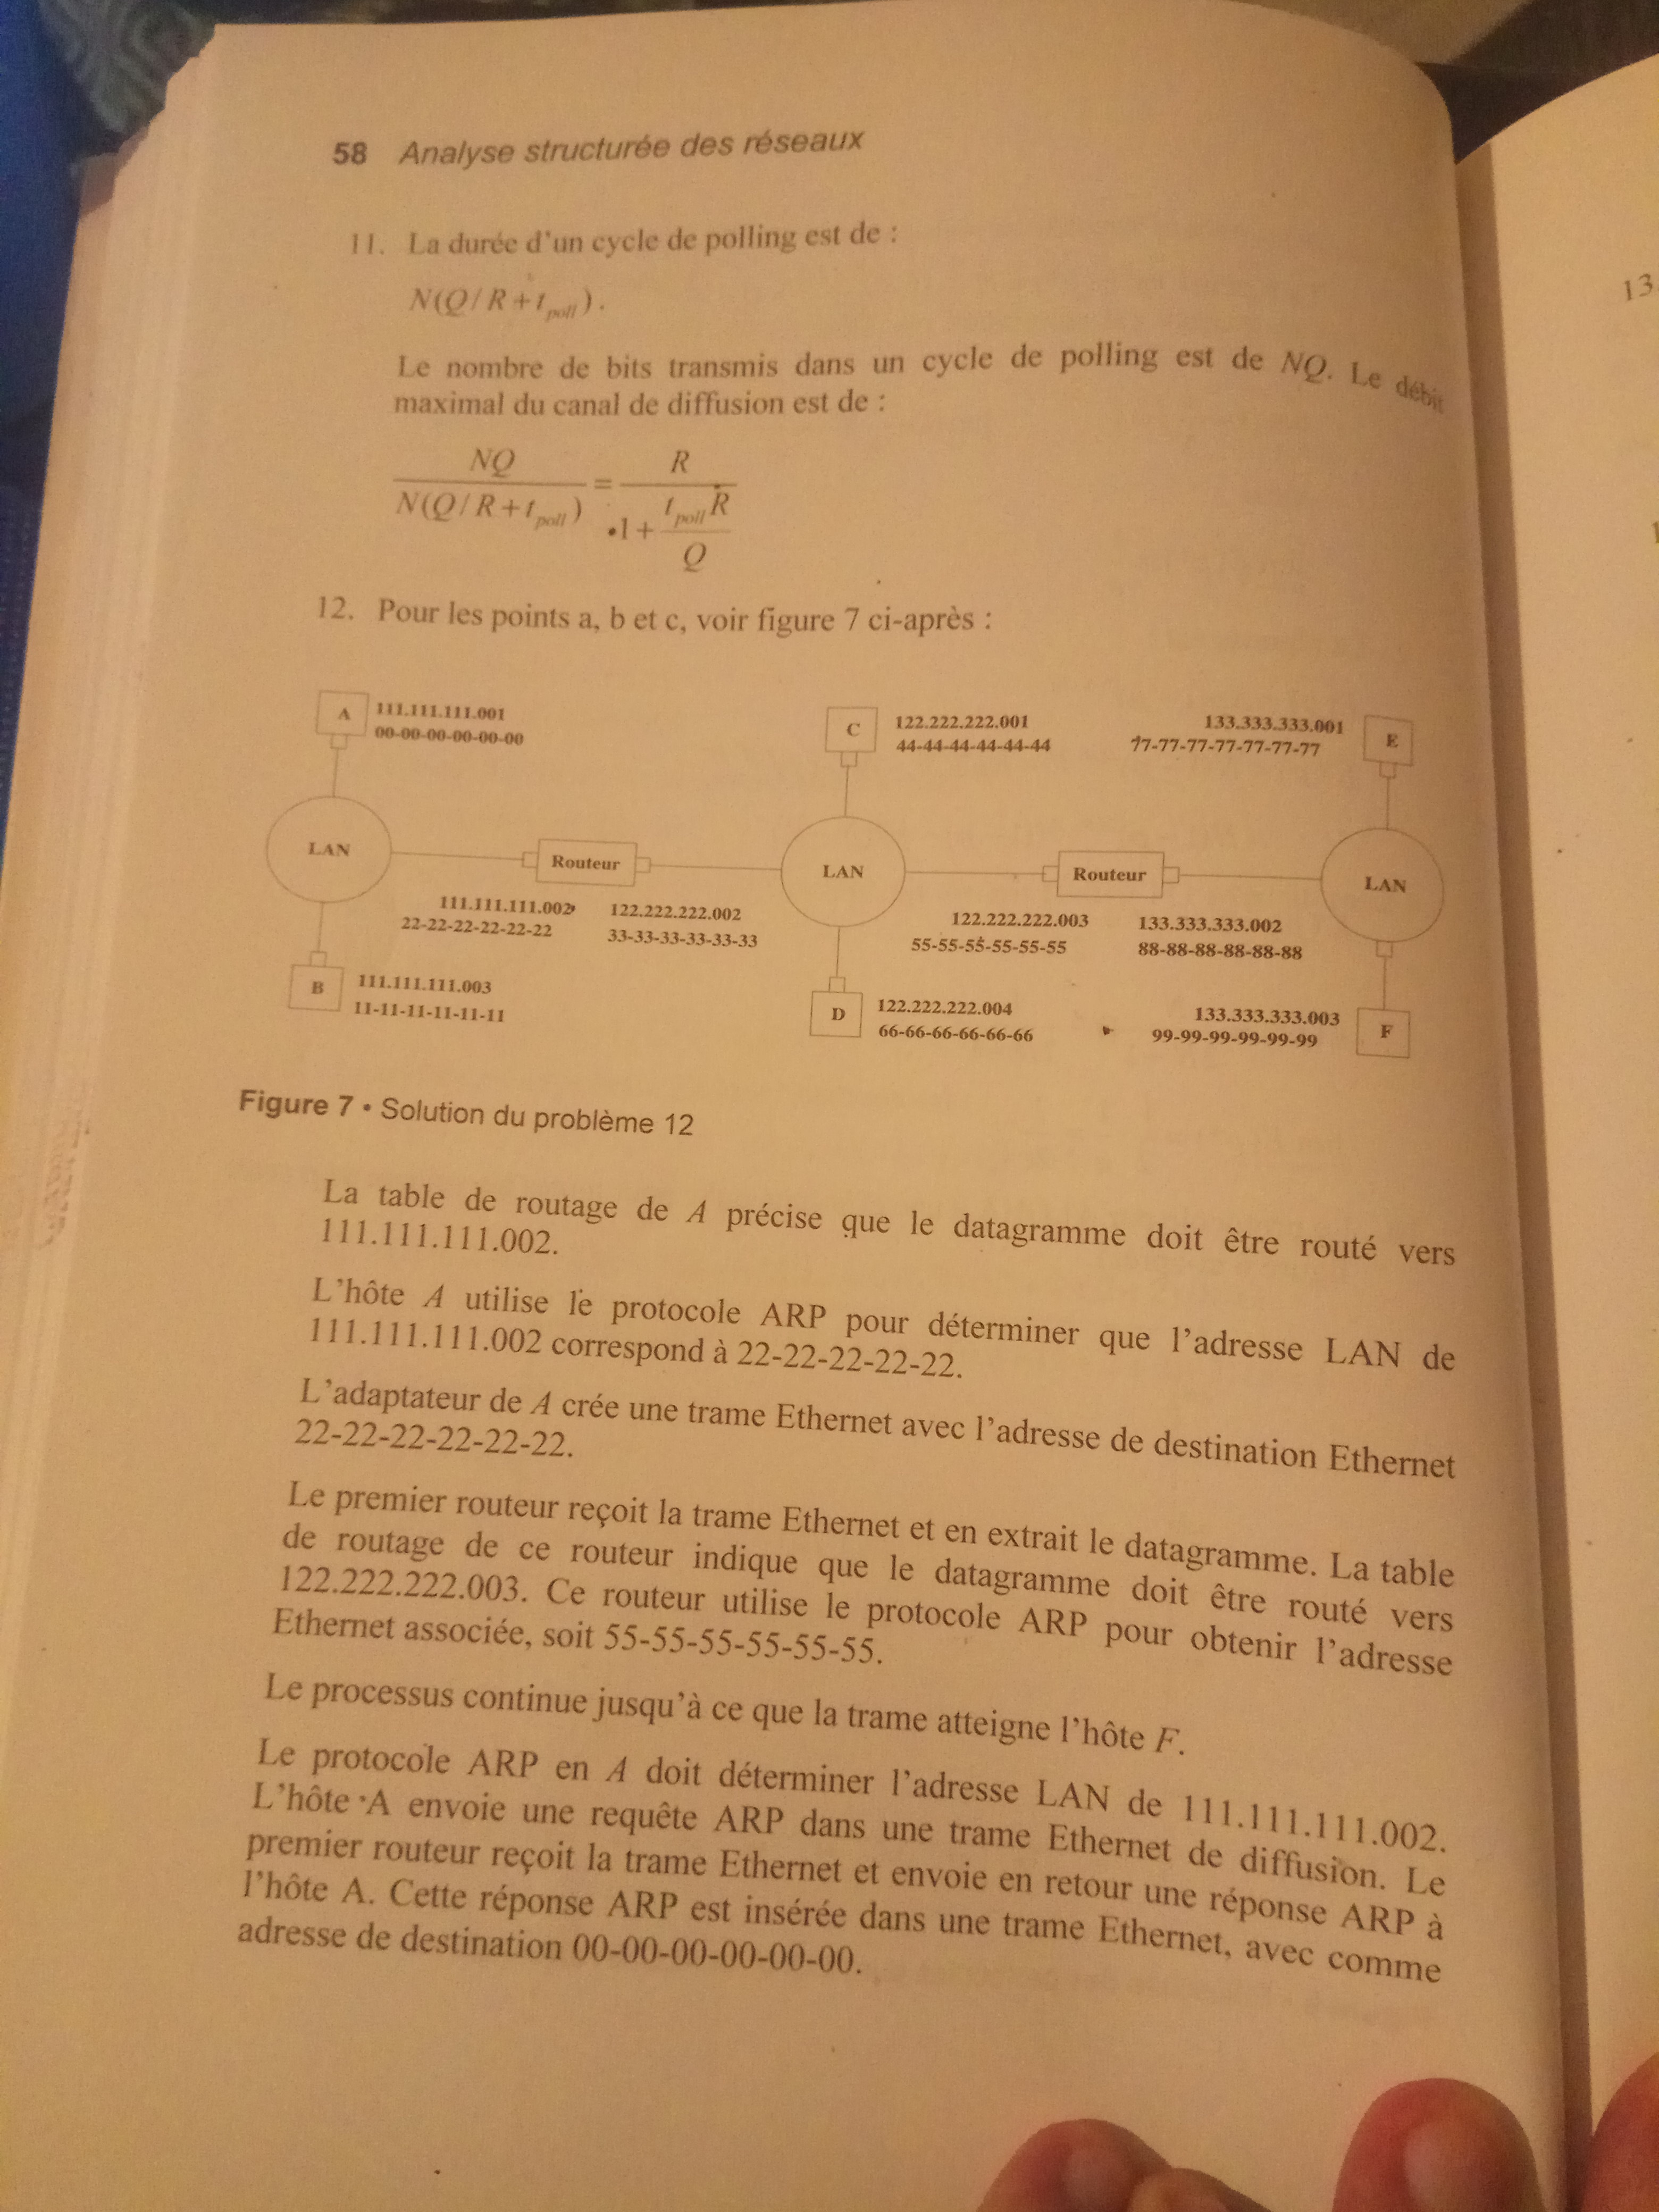 58 Analyse structurée des réseaux
11. La durée d'un cycle de polling est de :
N(Q/R+t_poll).
Le nombre de bits transmis dans un cycle de polling est de NQ. Le débit
maximal du canal de diffusion est de :
NQ / N(Q/R+t_poll) = R / 1+ t_poll R / Q
12. Pour les points a, b et c, voir figure 7 ci-après :
A
111.111.111.001
00-00-00-00-00-00
C
122.222.222.001
44-44-44-44-44-44
133.333.333.001
77-77-77-77-77-77-77
E
LAN
Routeur
LAN
Routeur
LAN
111.111.111.002
22-22-22-22-22-22
122.222.222.002
33-33-33-33-33-33
122.222.222.003
55-55-55-55-55-55
133.333.333.002
88-88-88-88-88-88
B
111.111.111.003
11-11-11-11-11-11
D
122.222.222.004
66-66-66-66-66-66
133.333.333.003
99-99-99-99-99-99
F
Figure 7 • Solution du problème 12
La table de routage de A précise que le datagramme doit être routé vers
111.111.111.002.
L'hôte A utilise le protocole ARP pour déterminer que l'adresse LAN de
111.111.111.002 correspond à 22-22-22-22-22.
L'adaptateur de A crée une trame Ethernet avec l'adresse de destination Ethernet
22-22-22-22-22-22.
Le premier routeur reçoit la trame Ethernet et en extrait le datagramme. La table
de routage de ce routeur indique que le datagramme doit être routé vers
122.222.222.003. Ce routeur utilise le protocole ARP pour obtenir l'adresse
Ethernet associée, soit 55-55-55-55-55-55.
Le processus continue jusqu'à ce que la trame atteigne l'hôte F.
Le protocole ARP en A doit déterminer l'adresse LAN de 111.111.111.002.
L'hôte A envoie une requête ARP dans une trame Ethernet de diffusion. Le
premier routeur reçoit la trame Ethernet et envoie en retour une réponse ARP à
l'hôte A. Cette réponse ARP est insérée dans une trame Ethernet, avec comme
adresse de destination 00-00-00-00-00-00.
13.